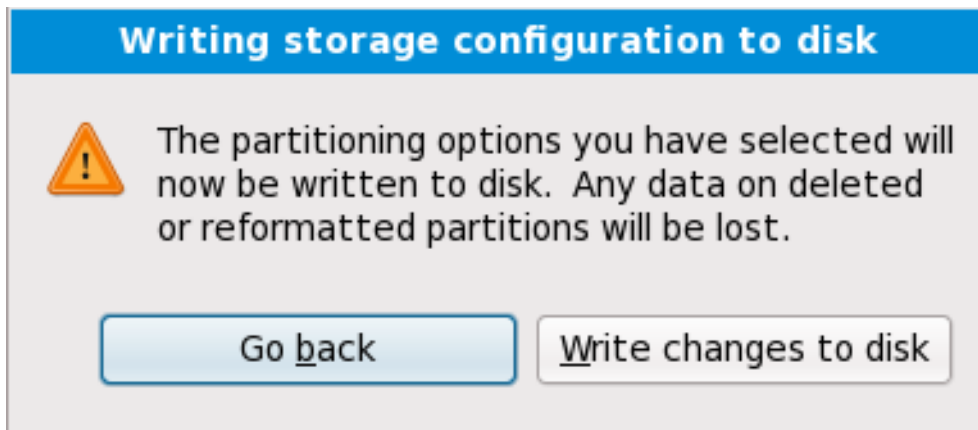 Writing storage configuration to disk
The partitioning options you have selected will
now be written to disk.  Any data on deleted
or reformatted partitions will be lost.
Go back
Write changes to disk